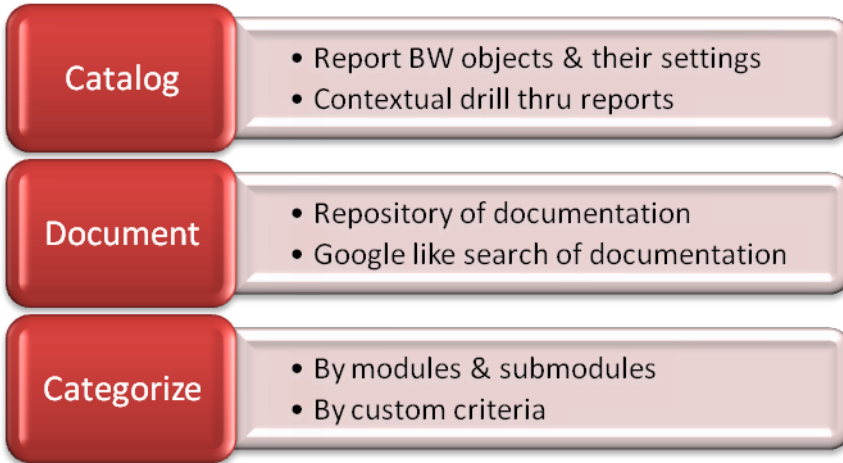 Catalog
• Report BW objects & their settings
• Contextual drill thru reports
Document
• Repository of documentation
• Google like search of documentation
Categorize
• By modules & submodules
• By custom criteria